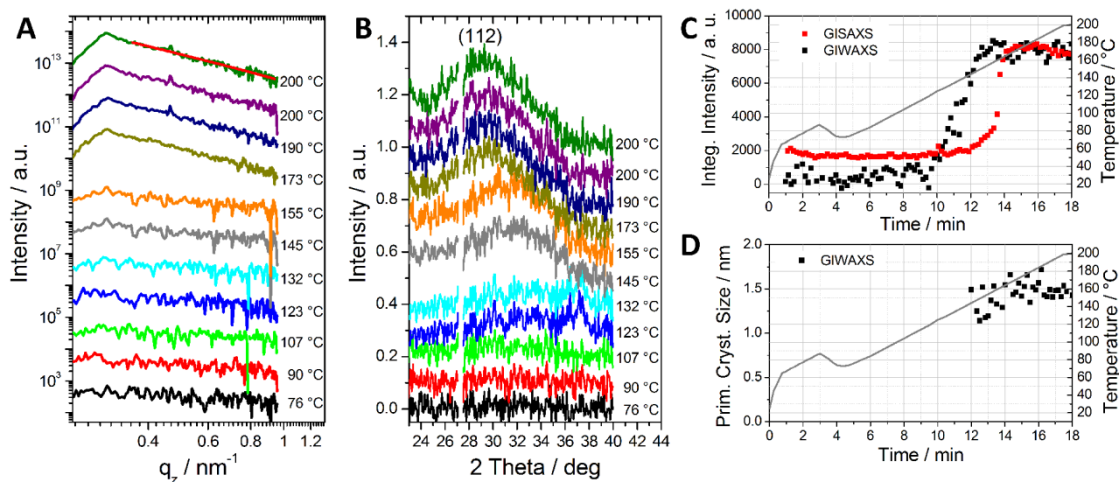 A
Intensity / a.u.
10^13
10^11
10^9
10^7
10^5
10^3
200 °C
200 °C
190 °C
173 °C
155 °C
145 °C
132 °C
123 °C
107 °C
90 °C
76 °C
0.4 0.6 0.8 1 1.2
q_z / nm^-1
B
Intensity / a.u.
(112)
1.4
1.2
1.0
0.8
0.6
0.4
0.2
0.0
200 °C
200 °C
190 °C
173 °C
155 °C
145 °C
132 °C
123 °C
107 °C
90 °C
76 °C
24 26 28 30 32 34 36 38 40 42 44
2 Theta / deg
C
Integ. Intensity / a.u.
10000
8000
6000
4000
2000
0
GISAXS
GIWAXS
200
180
160
140
120
100
80
60
40
20
Temperature / °C
0 2 4 6 8 10 12 14 16 18
Time / min
D
Prim. Cryst. Size / nm
2.0
1.5
1.0
0.5
0.0
GIWAXS
200
180
160
140
120
100
80
60
40
20
Temperature / °C
0 2 4 6 8 10 12 14 16 18
Time / min